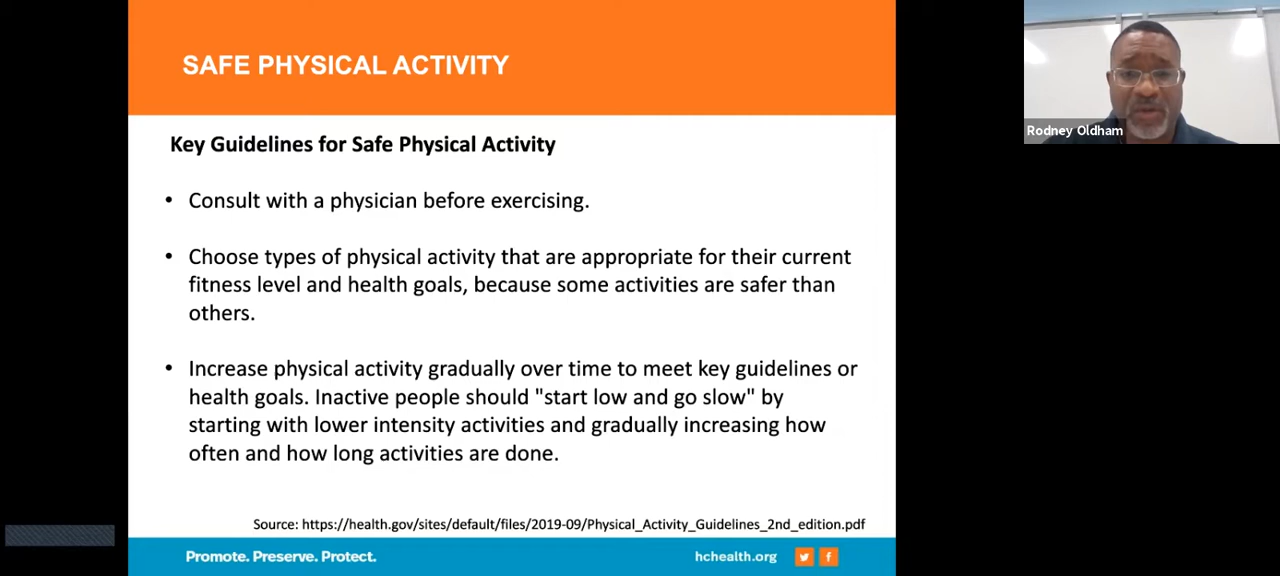 SAFE PHYSICAL ACTIVITY
Rodney Oldham
Key Guidelines for Safe Physical Activity
• Consult with a physician before exercising.
• Choose types of physical activity that are appropriate for their current
fitness level and health goals, because some activities are safer than
others.
• Increase physical activity gradually over time to meet key guidelines or
health goals. Inactive people should "start low and go slow" by
starting with lower intensity activities and gradually increasing how
often and how long activities are done.
Source: https://health.gov/sites/default/files/2019-09/Physical_Activity_Guidelines_2nd_edition.pdf
Promote. Preserve. Protect.
hchealth.org